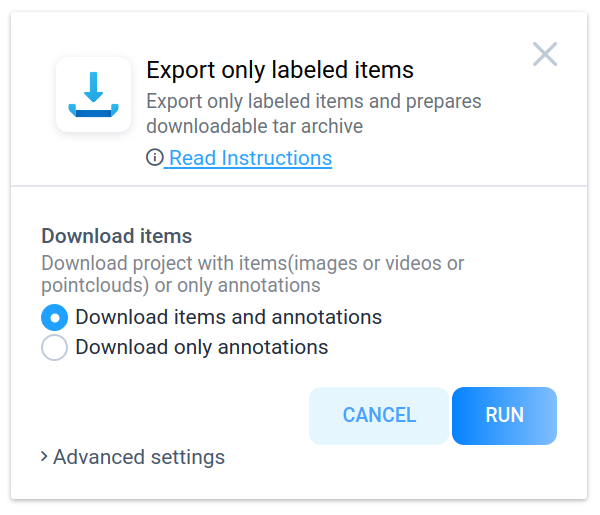 Export only labeled items
Export only labeled items and prepares
downloadable tar archive
Read Instructions
Download items
Download project with items(images or videos or
pointclouds) or only annotations
Download items and annotations
Download only annotations
CANCEL
RUN
Advanced settings